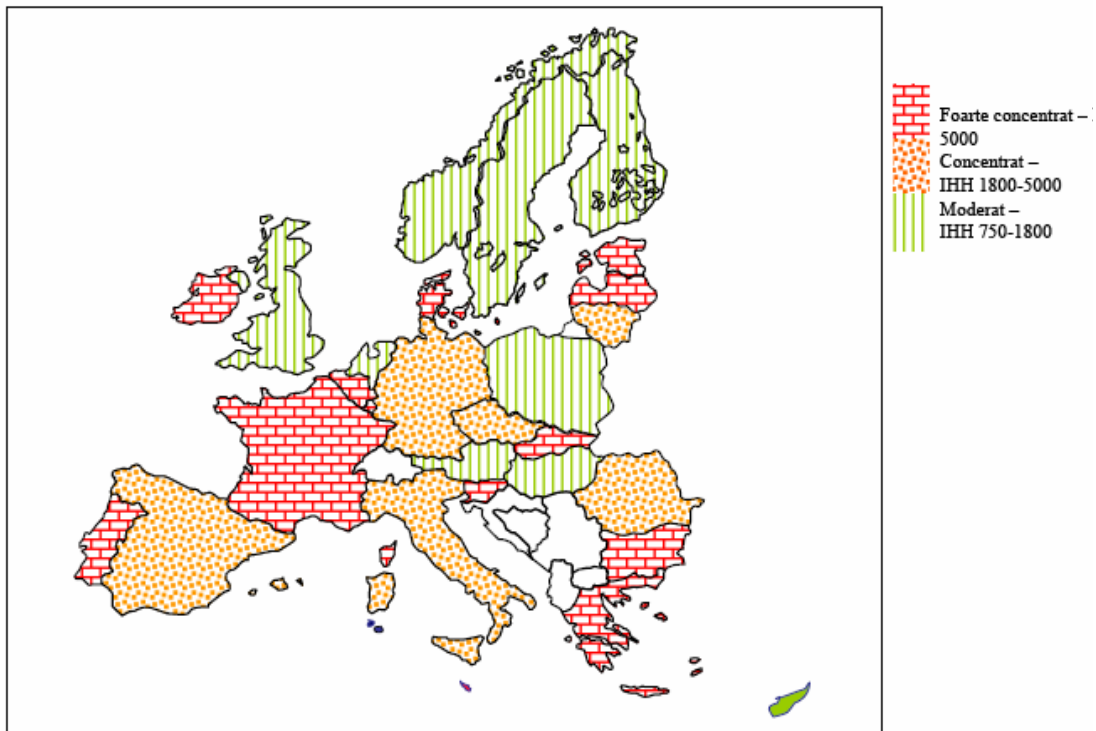 Foarte concentrat –
5000
Concentrat –
IHH 1800-5000
Moderat –
IHH 750-1800